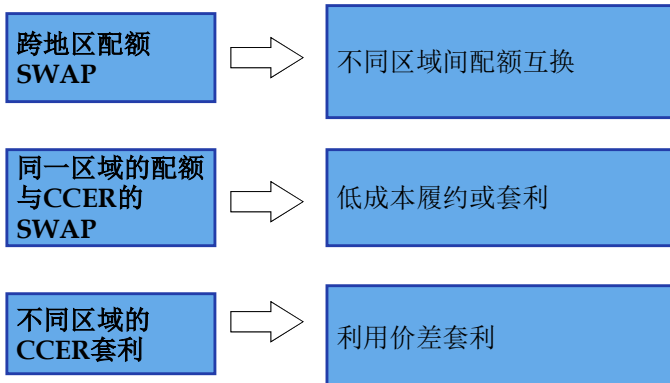 跨地区配额
SWAP
不同区域间配额互换
同一区域的配额
与CCER的
SWAP
低成本履约或套利
不同区域的
CCER套利
利用价差套利